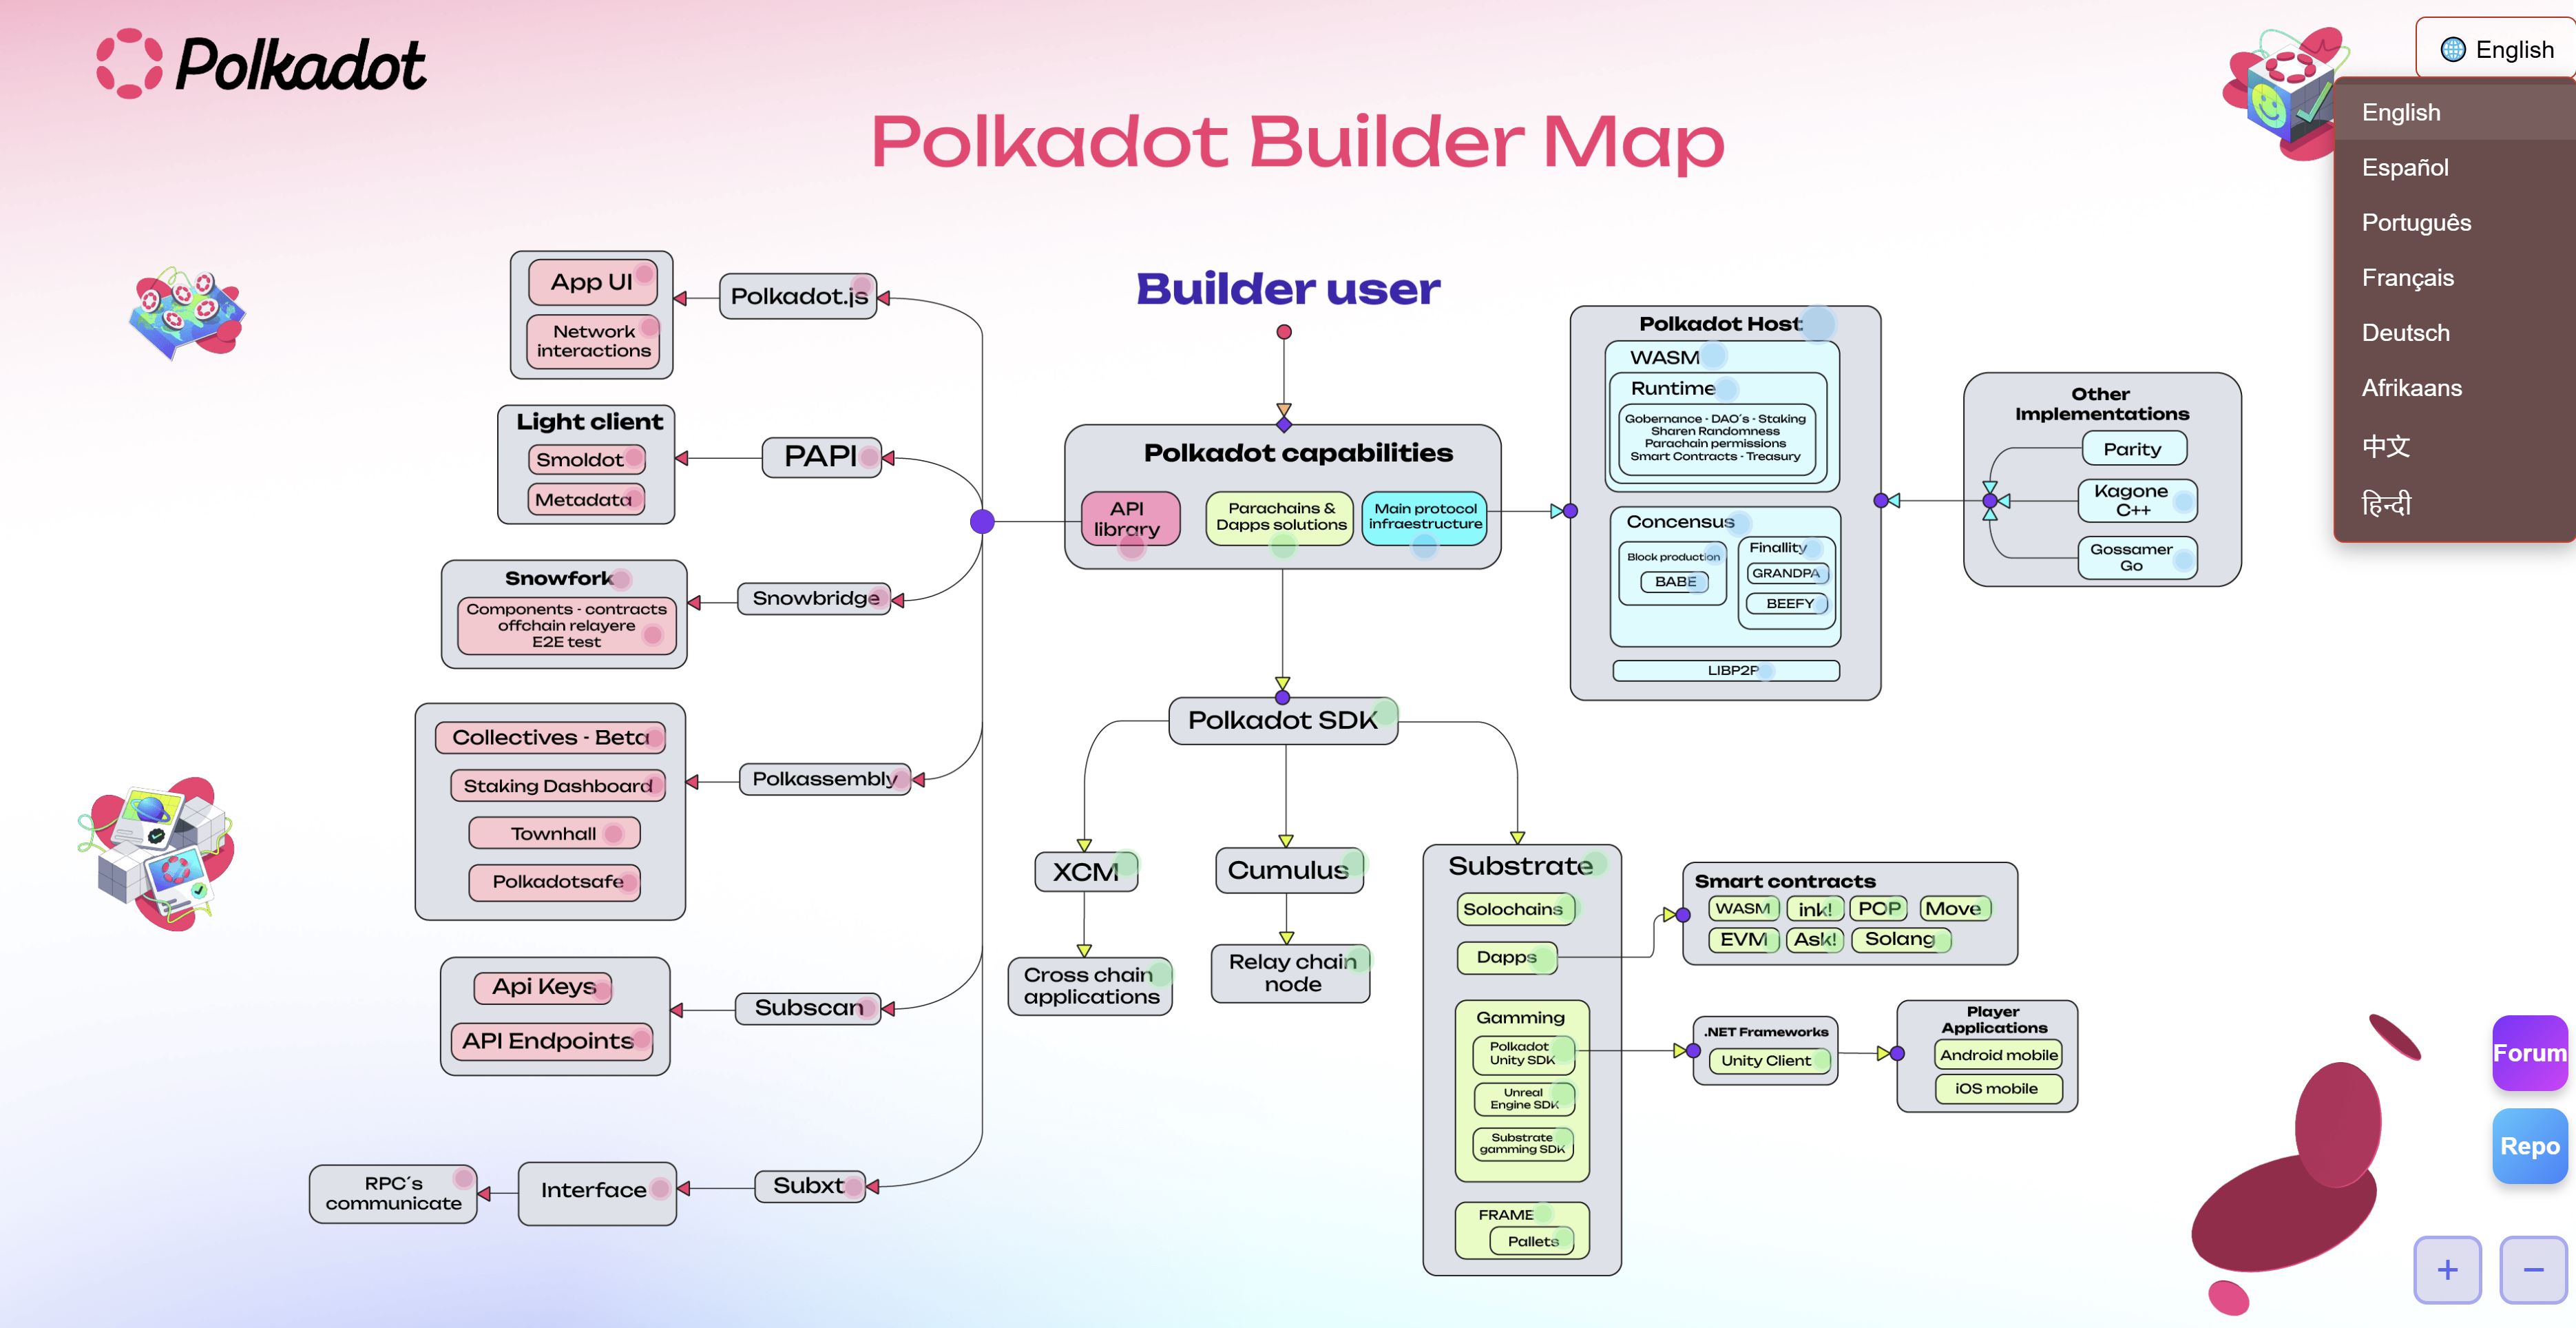 Polkadot
English
English
Español
Português
Français
Deutsch
Afrikaans
中文
हिन्दी
Polkadot Builder Map
Builder user
App UI
Network
interactions
Polkadot.js
Light client
Smoldot
Metadata
PAPI
Snowfork
Components - contracts
offchain relayere
E2E test
Snowbridge
Collectives - Beta
Staking Dashboard
Townhall
Polkadotsafe
Polkassembly
Api Keys
API Endpoints
Subscan
RPC´s
communicate
Interface
Subxt
Polkadot capabilities
API
library
Parachains &
Dapps solutions
Main protocol
infraestructure
Polkadot Host
WASM
Runtime
Gobernance - DAO´s - Staking
Sharen Randomness
Parachain permissions
Smart Contracts - Treasury
Concensus
Block production
BABE
Finallity
GRANDPA
BEEFY
LIBP2P
Other
Implementations
Parity
Kagone
C++
Gossamer
Go
Polkadot SDK
XCM
Cross chain
applications
Cumulus
Relay chain
node
Substrate
Solochains
Dapps
Gamming
Polkadot
Unity SDK
Unreal
Engine SDK
Substrate
gamming SDK
FRAME
Pallets
Smart contracts
WASM
ink!
POP
Move
EVM
Ask!
Solang
.NET Frameworks
Unity Client
Player
Applications
Android mobile
iOS mobile
Forum
Repo
+
−